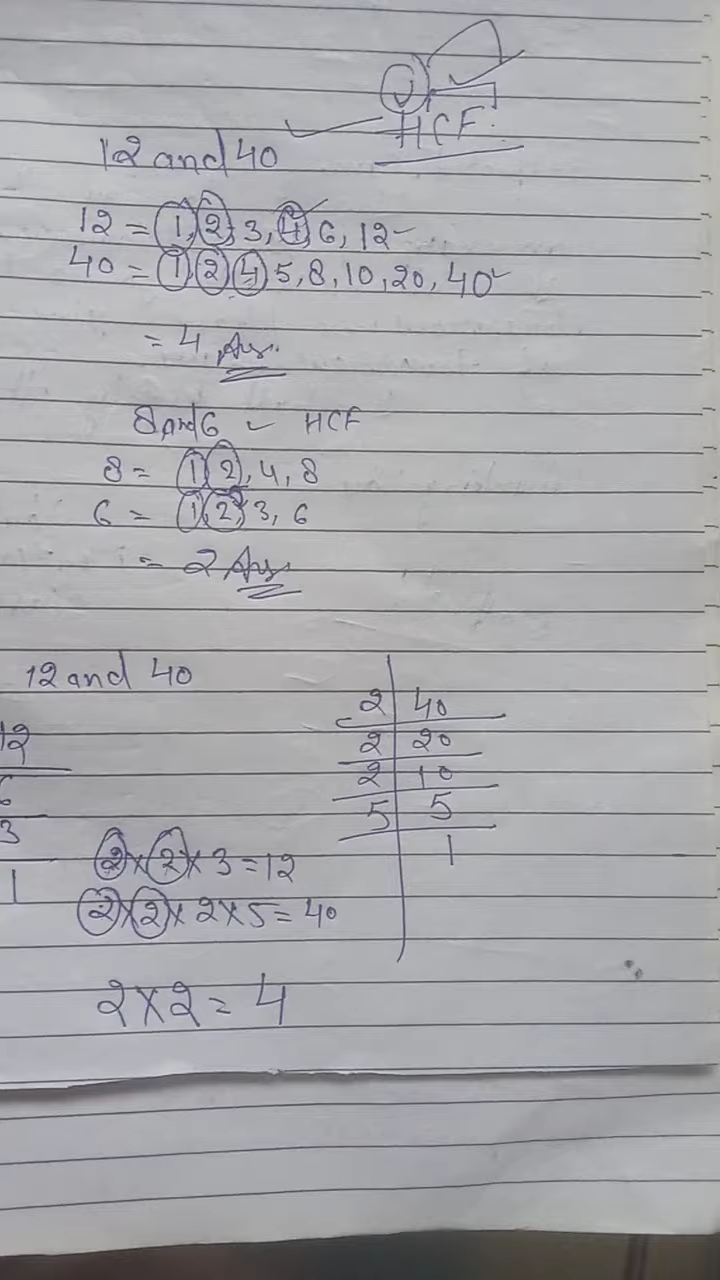 HCF
12 and 40
12 = 1, 2, 3, 4, 6, 12
40 = 1, 2, 4, 5, 8, 10, 20, 40
= 4 Ans.
8 and 6 HCF
8 = 1, 2, 4, 8
6 = 1, 2, 3, 6
= 2 Ans
12 and 40
12
6
3
1
2 40
2 20
2 10
5 5
1
2 × 2 × 3 = 12
2 × 2 × 2 × 5 = 40
2 × 2 = 4